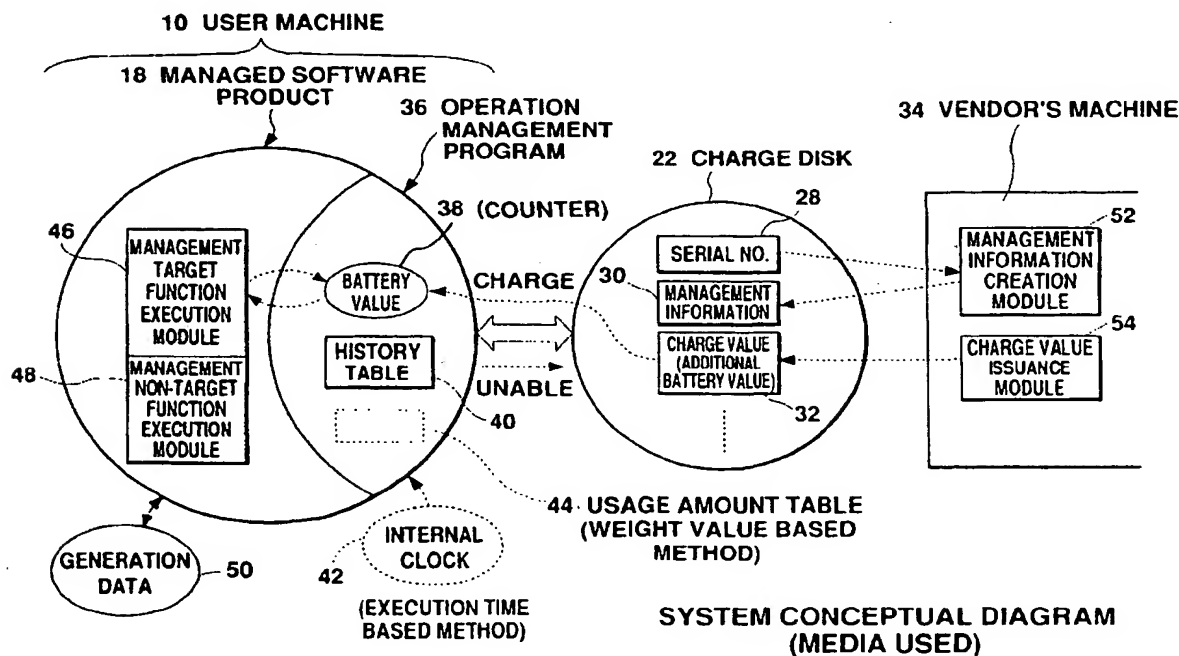 10 USER MACHINE
18 MANAGED SOFTWARE
PRODUCT
36 OPERATION
MANAGEMENT
PROGRAM
38 (COUNTER)
46
MANAGEMENT
TARGET
FUNCTION
EXECUTION
MODULE
BATTERY
VALUE
48
MANAGEMENT
NON-TARGET
FUNCTION
EXECUTION
MODULE
HISTORY
TABLE
40
CHARGE
UNABLE
22 CHARGE DISK
28
SERIAL NO.
30
MANAGEMENT
INFORMATION
CHARGE VALUE
(ADDITIONAL
BATTERY VALUE)
32
34 VENDOR'S MACHINE
52
MANAGEMENT
INFORMATION
CREATION
MODULE
54
CHARGE VALUE
ISSUANCE
MODULE
44 USAGE AMOUNT TABLE
(WEIGHT VALUE BASED
METHOD)
GENERATION
DATA
50
42
INTERNAL
CLOCK
(EXECUTION TIME
BASED METHOD)
SYSTEM CONCEPTUAL DIAGRAM
(MEDIA USED)